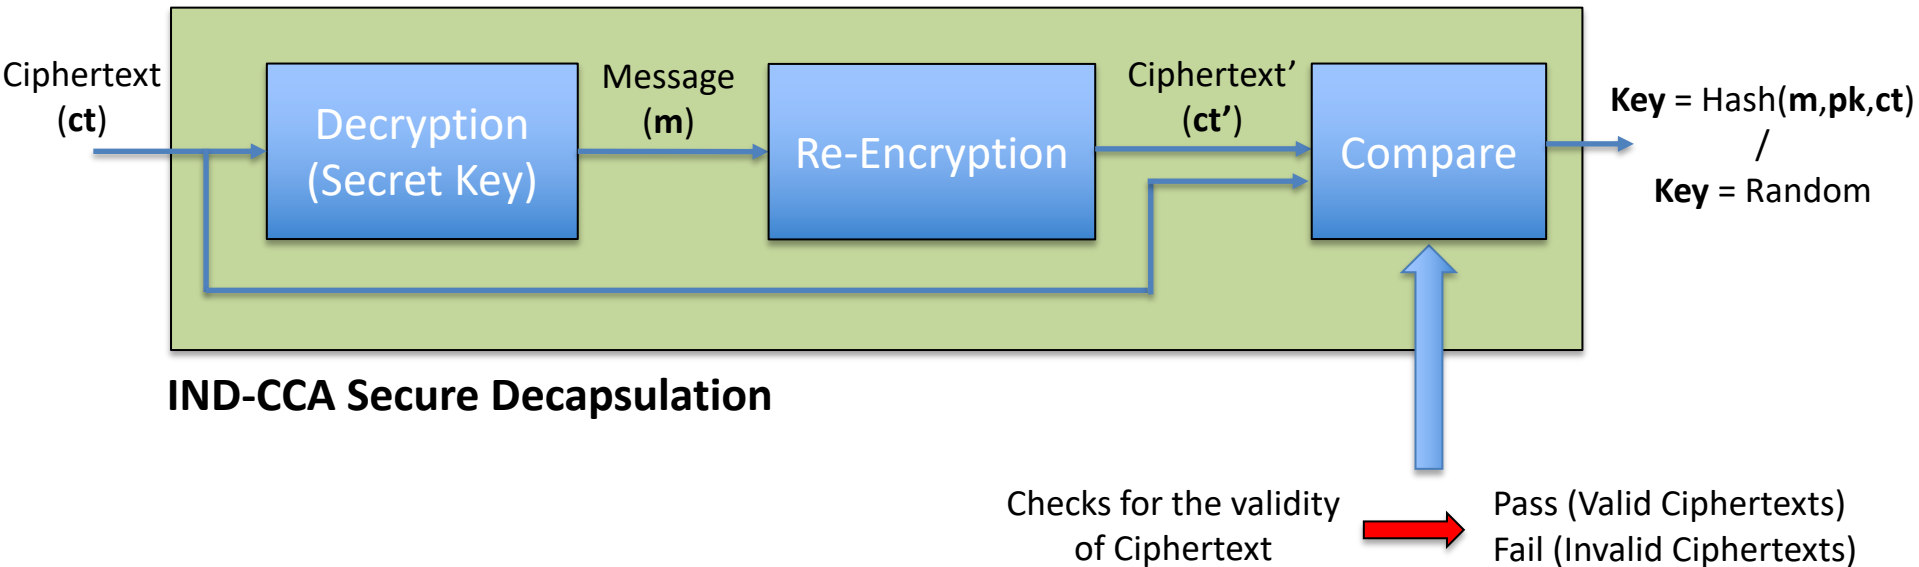 Ciphertext
(ct)
Decryption
(Secret Key)
Message
(m)
Re-Encryption
Ciphertext’
(ct’)
Compare
Key = Hash(m,pk,ct)
/
Key = Random
IND-CCA Secure Decapsulation
Checks for the validity
of Ciphertext
Pass (Valid Ciphertexts)
Fail (Invalid Ciphertexts)